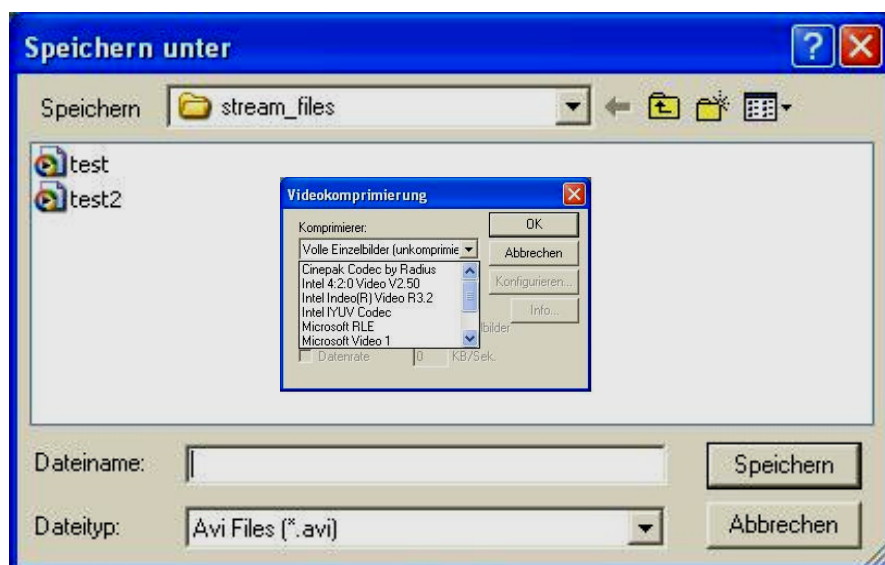 Speichern unter
Speichern stream_files
test
test2
Videokomprimierung
Komprimierer:
OK
Volle Einzelbilder (unkomprimie
Abbrechen
Cinepak Codec by Radius
Intel 4:2:0 Video V2.50
Konfigurieren...
Intel Indeo(R) Video R3.2
Intel IYUV Codec
Info...
Microsoft RLE
lbilder
Microsoft Video 1
Datenrate 0 KB/Sek.
Dateiname:
Speichern
Dateityp: Avi Files (*.avi)
Abbrechen